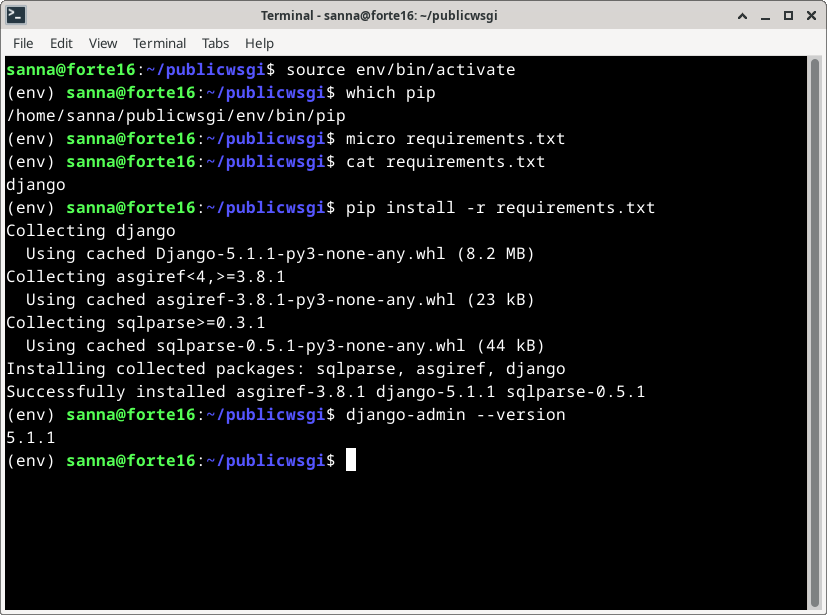 Terminal - sanna@forte16: ~/publicwsgi
File Edit View Terminal Tabs Help
sanna@forte16:~/publicwsgi$ source env/bin/activate
(env) sanna@forte16:~/publicwsgi$ which pip
/home/sanna/publicwsgi/env/bin/pip
(env) sanna@forte16:~/publicwsgi$ micro requirements.txt
(env) sanna@forte16:~/publicwsgi$ cat requirements.txt
django
(env) sanna@forte16:~/publicwsgi$ pip install -r requirements.txt
Collecting django
  Using cached Django-5.1.1-py3-none-any.whl (8.2 MB)
Collecting asgiref<4,>=3.8.1
  Using cached asgiref-3.8.1-py3-none-any.whl (23 kB)
Collecting sqlparse>=0.3.1
  Using cached sqlparse-0.5.1-py3-none-any.whl (44 kB)
Installing collected packages: sqlparse, asgiref, django
Successfully installed asgiref-3.8.1 django-5.1.1 sqlparse-0.5.1
(env) sanna@forte16:~/publicwsgi$ django-admin --version
5.1.1
(env) sanna@forte16:~/publicwsgi$